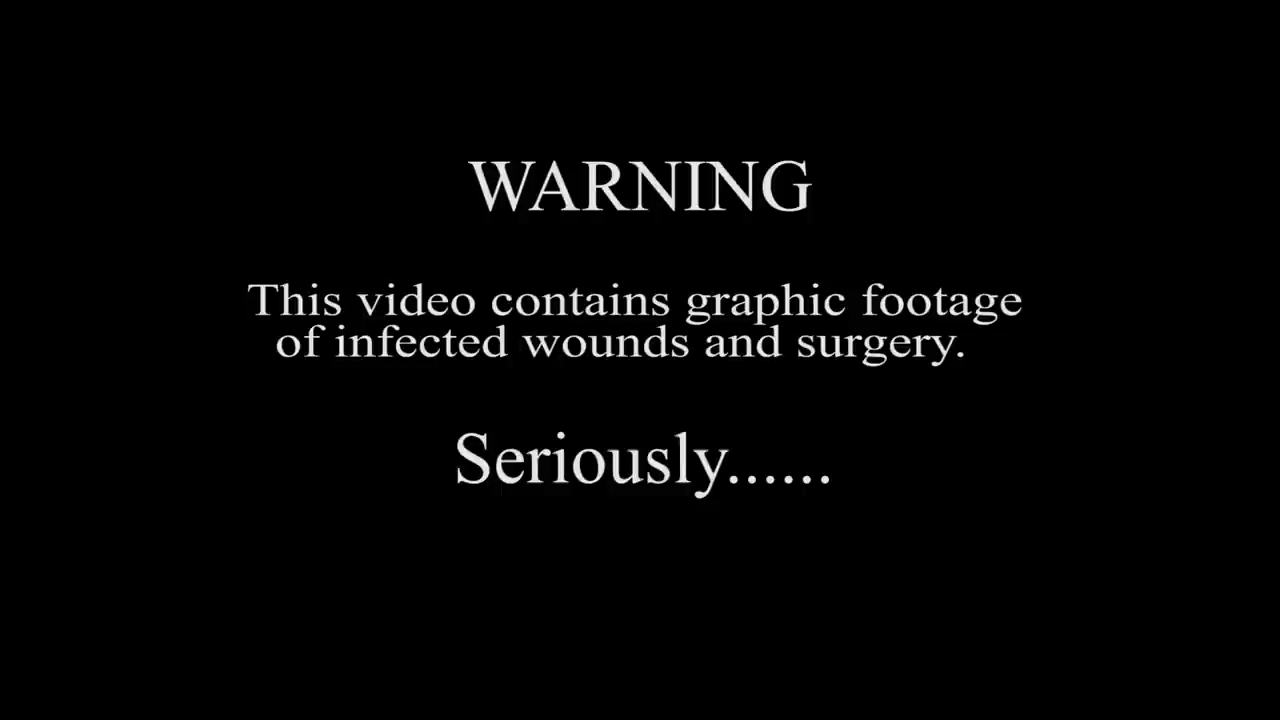 WARNING
This video contains graphic footage
of infected wounds and surgery.
Seriously......